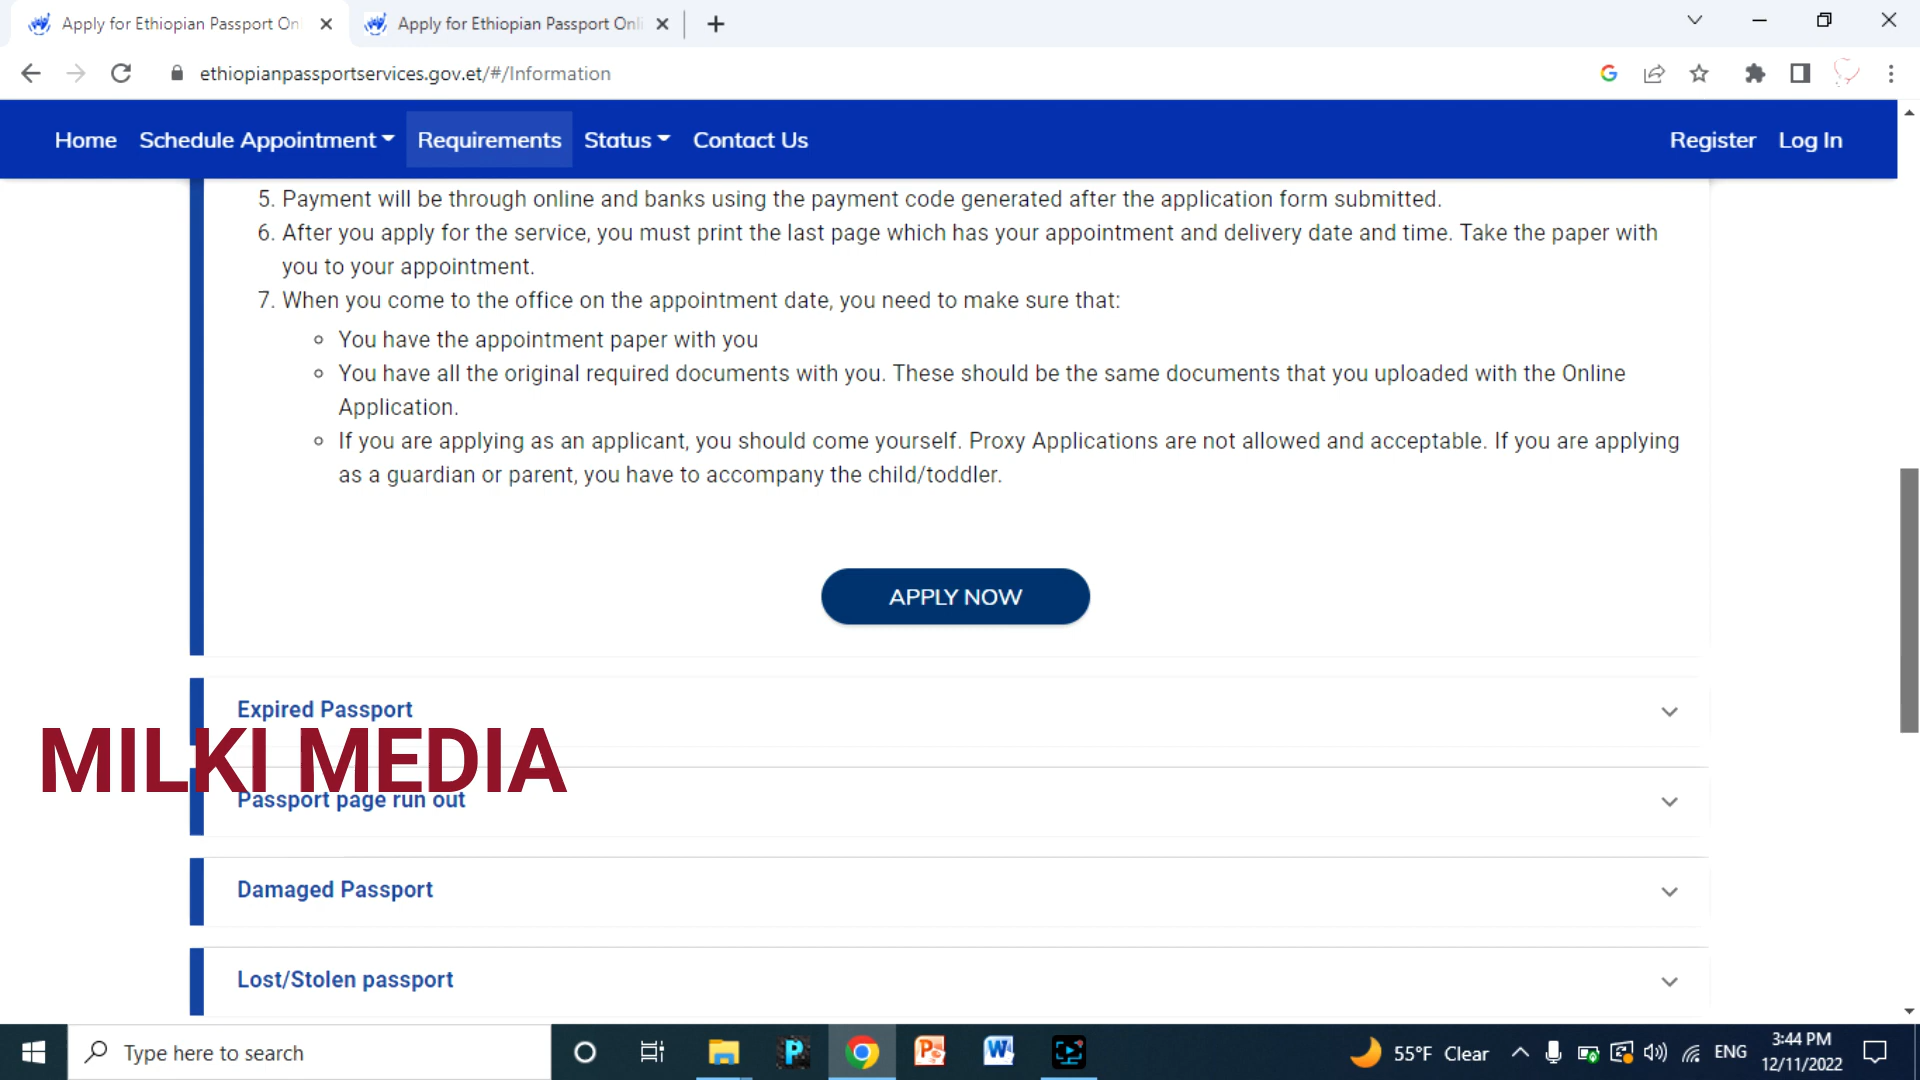 Apply for Ethiopian Passport On
Apply for Ethiopian Passport Onli
ethiopianpassportservices.gov.et/#/Information
Home Schedule Appointment Requirements Status Contact Us Register Log In
5. Payment will be through online and banks using the payment code generated after the application form submitted.
6. After you apply for the service, you must print the last page which has your appointment and delivery date and time. Take the paper with
you to your appointment.
7. When you come to the office on the appointment date, you need to make sure that:
You have the appointment paper with you
You have all the original required documents with you. These should be the same documents that you uploaded with the Online
Application.
If you are applying as an applicant, you should come yourself. Proxy Applications are not allowed and acceptable. If you are applying
as a guardian or parent, you have to accompany the child/toddler.
APPLY NOW
Expired Passport
MILKI MEDIA
Passport page run out
Damaged Passport
Lost/Stolen passport
Type here to search
55°F Clear
ENG
3:44 PM
12/11/2022